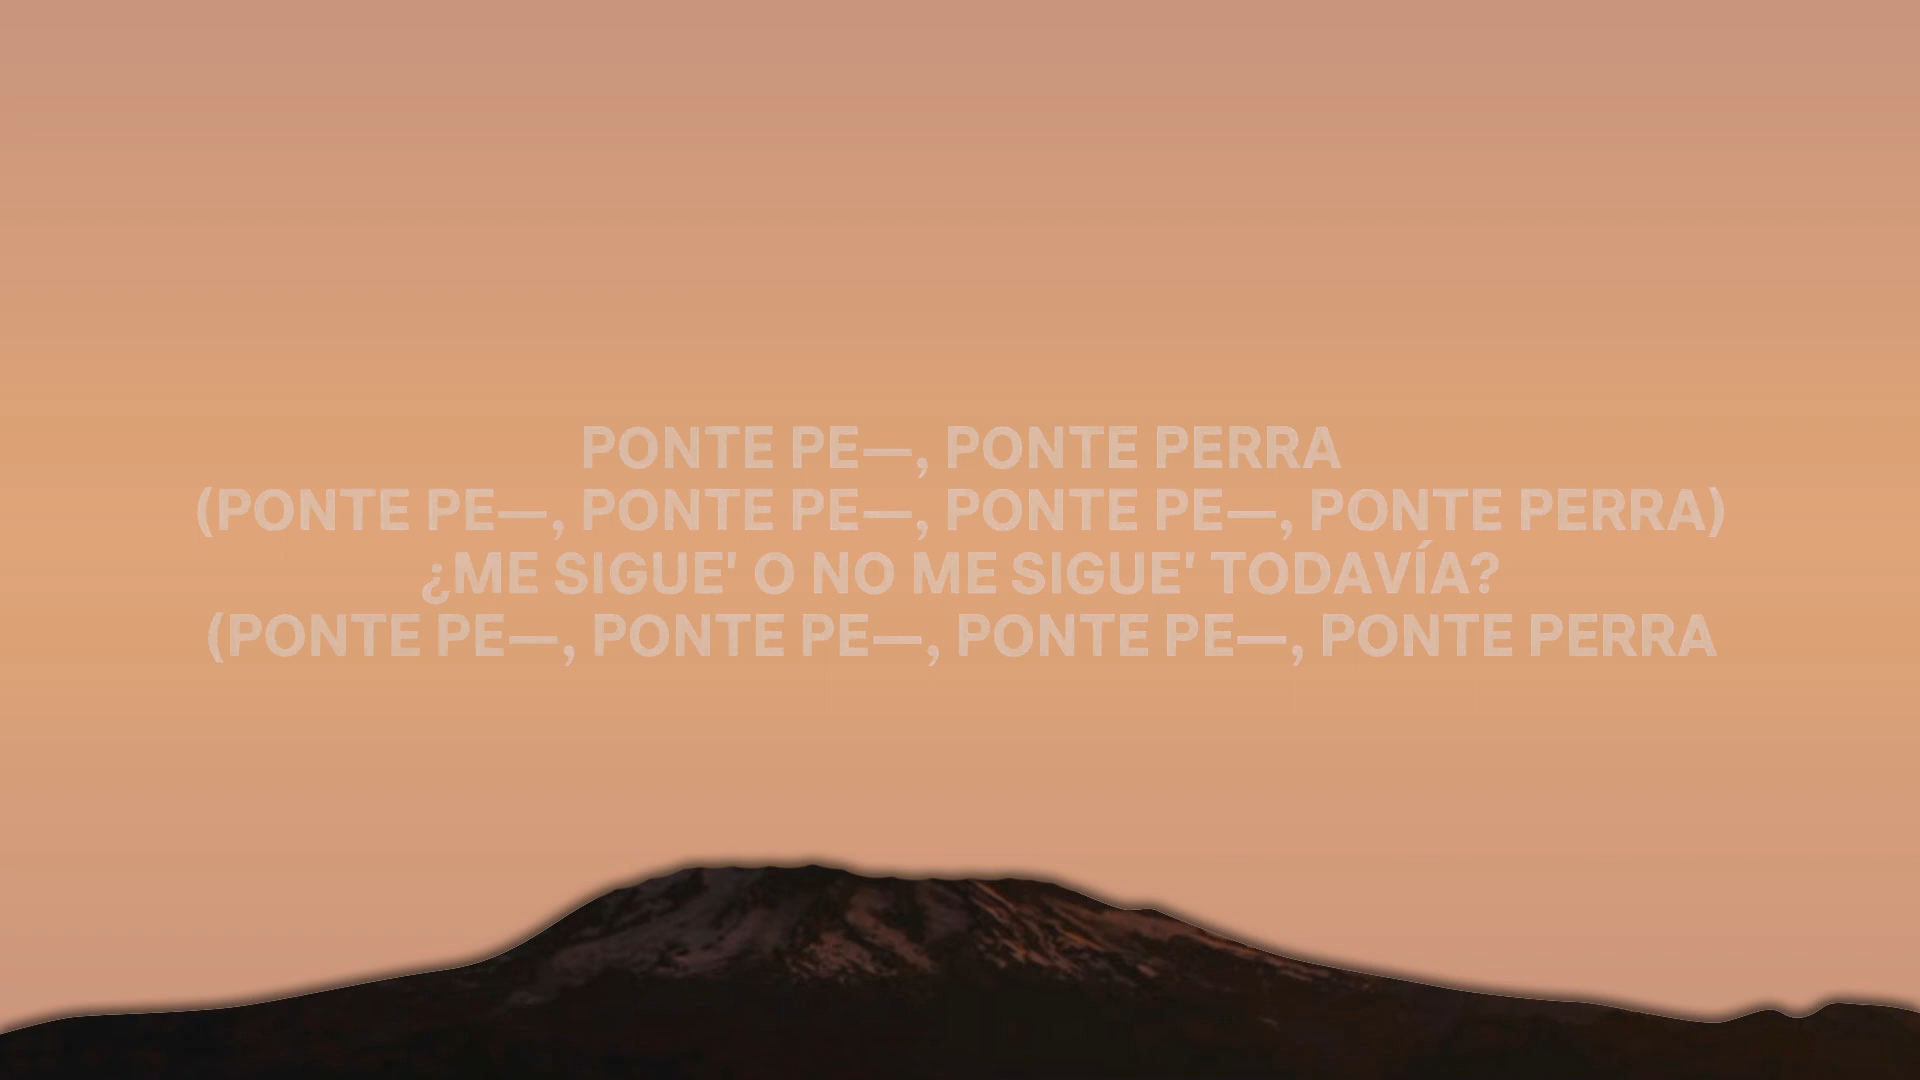 PONTE PE—, PONTE PERRA
(PONTE PE—, PONTE PE—, PONTE PE—, PONTE PERRA)
¿ME SIGUE' O NO ME SIGUE' TODAVÍA?
(PONTE PE—, PONTE PE—, PONTE PE—, PONTE PERRA